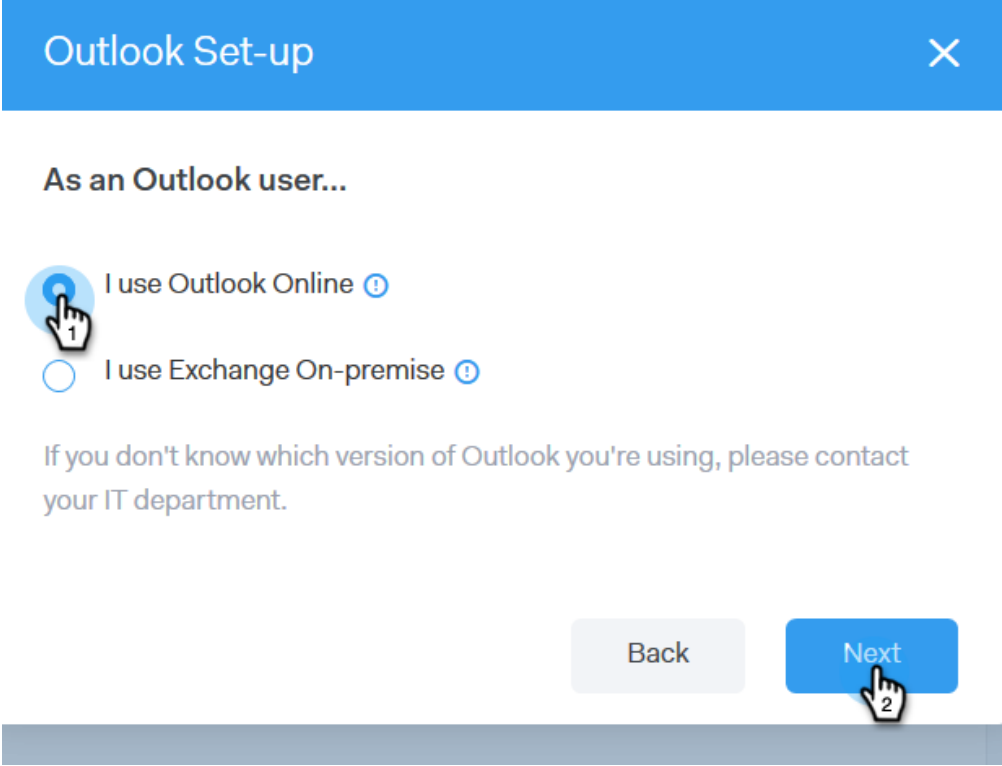 Outlook Set-up
As an Outlook user...
I use Outlook Online
1
I use Exchange On-premise
If you don't know which version of Outlook you're using, please contact
your IT department.
Back Next
2